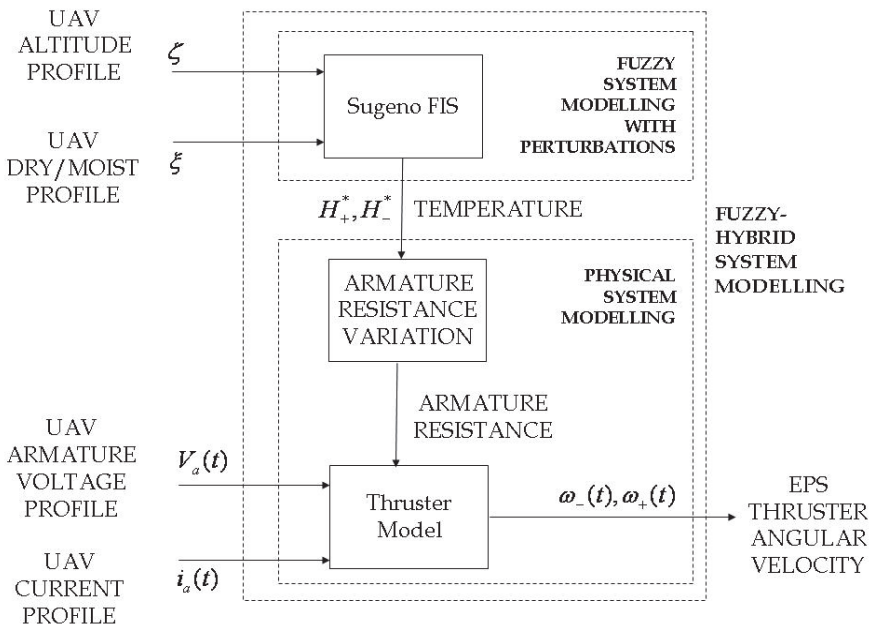 UAV
ALTITUDE
PROFILE
ζ
UAV
DRY/MOIST
PROFILE
ξ
Sugeno FIS
FUZZY
SYSTEM
MODELLING
WITH
PERTURBATIONS
H₊*, H₋* TEMPERATURE
FUZZY-
HYBRID
SYSTEM
MODELLING
ARMATURE
RESISTANCE
VARIATION
PHYSICAL
SYSTEM
MODELLING
ARMATURE
RESISTANCE
UAV
ARMATURE
VOLTAGE
PROFILE
Vₐ(t)
UAV
CURRENT
PROFILE
iₐ(t)
Thruster
Model
ω₋(t), ω₊(t)
EPS
THRUSTER
ANGULAR
VELOCITY